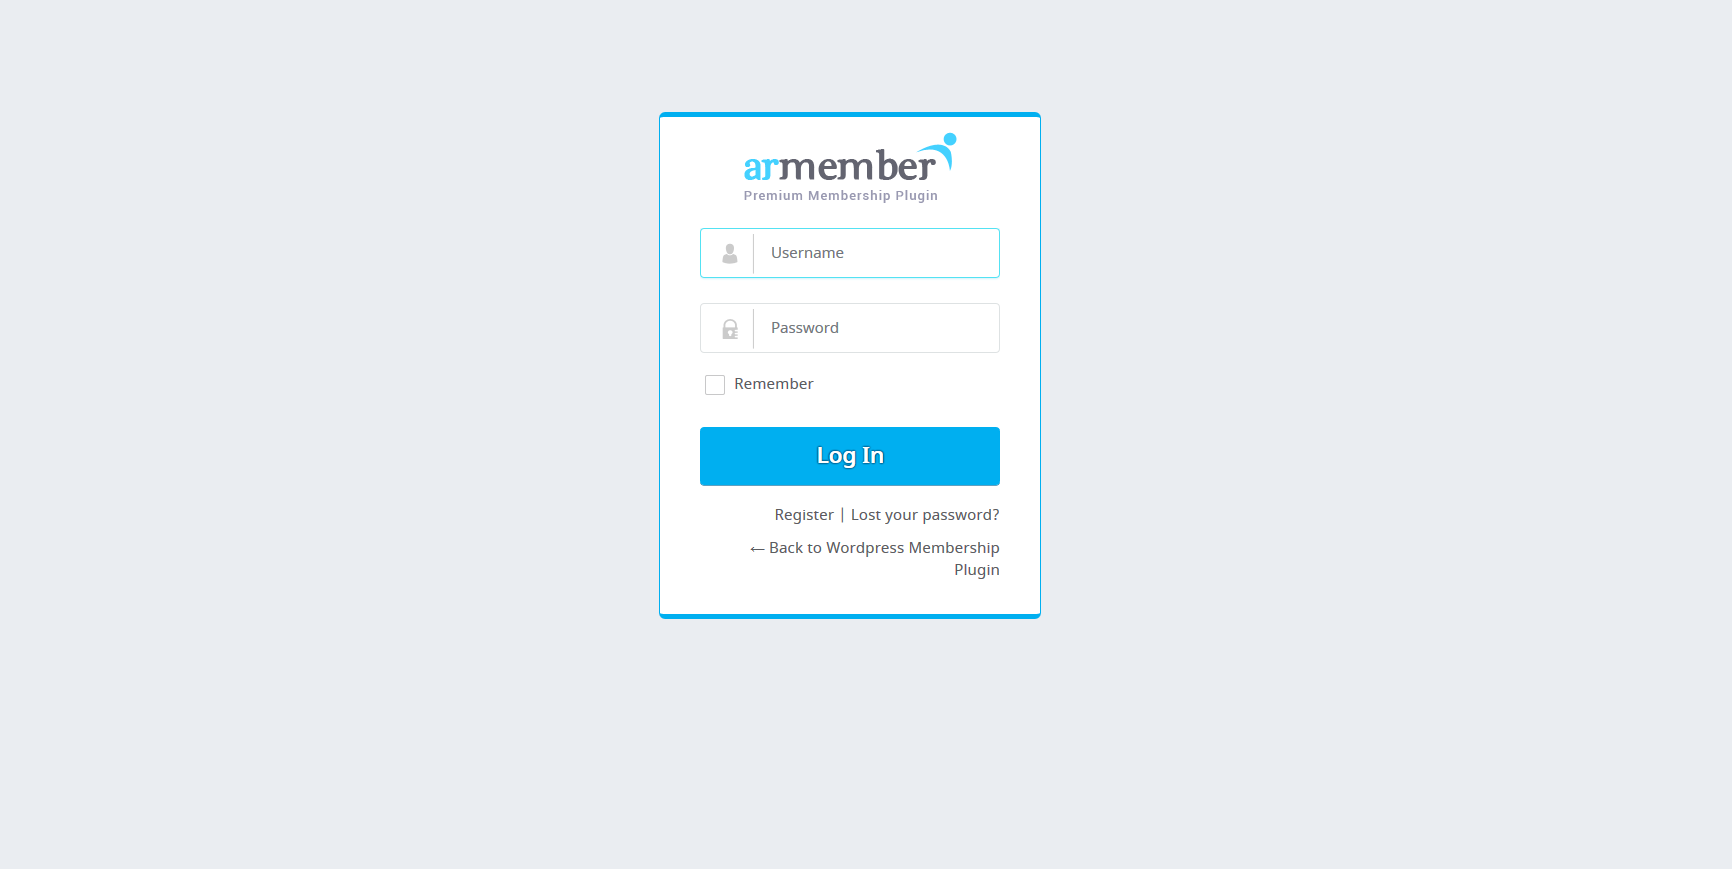 armember
Premium Membership Plugin
Username
Password
Remember
Log In
Register | Lost your password?
← Back to Wordpress Membership
Plugin